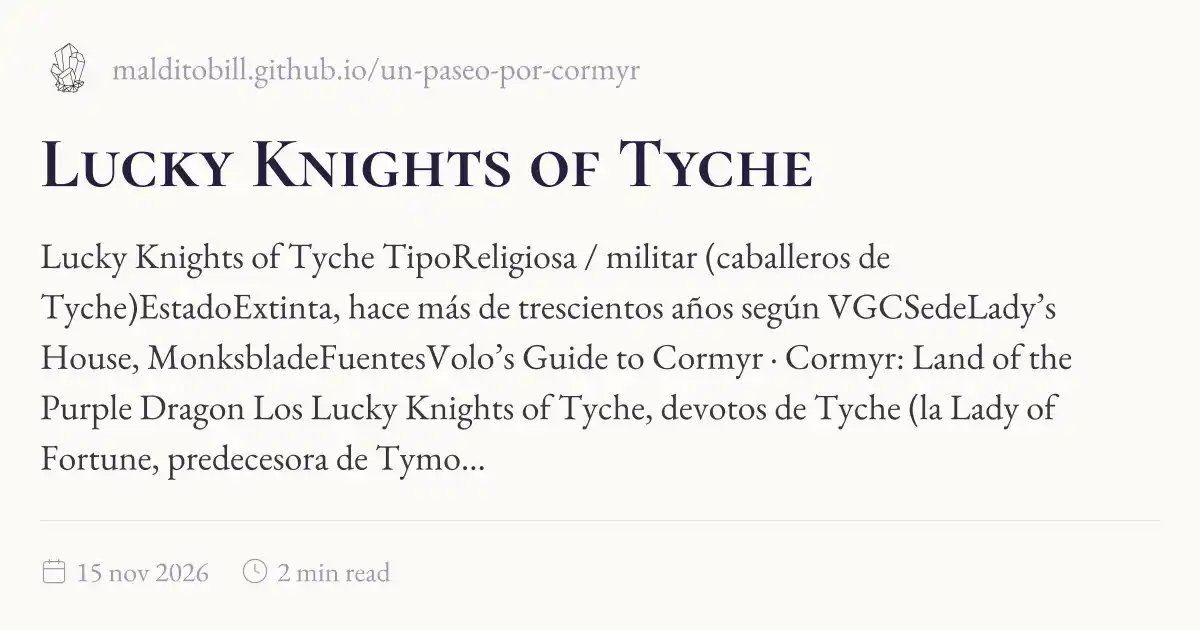 malditobill.github.io/un-paseo-por-cormyr
Lucky Knights of Tyche
Lucky Knights of Tyche TipoReligiosa / militar (caballeros de
Tyche)EstadoExtinta, hace más de trescientos años según VGCSedeLady’s
House, MonksbladeFuentesVolo’s Guide to Cormyr · Cormyr: Land of the
Purple Dragon Los Lucky Knights of Tyche, devotos de Tyche (la Lady of
Fortune, predecesora de Tymo...
15 nov 2026 2 min read